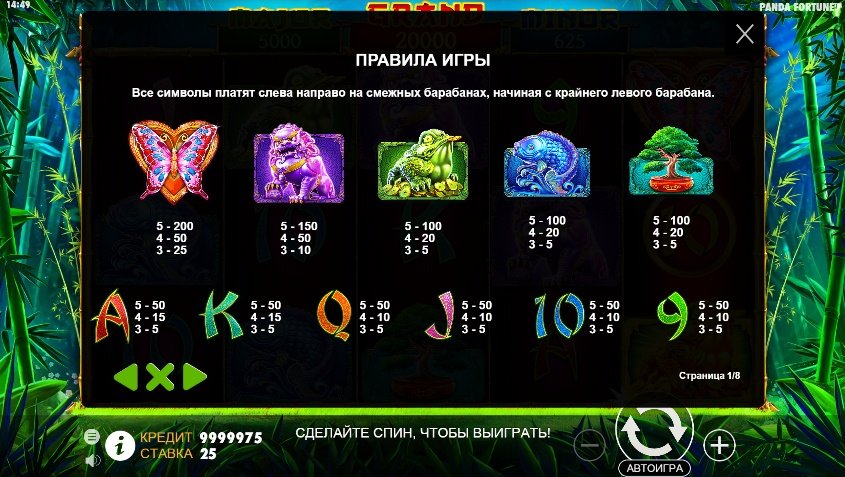 14:49
PANDA FORTUNE
MAJOR GRAND MINOR
5000 20000 625
ПРАВИЛА ИГРЫ
Все символы платят слева направо на смежных барабанах, начиная с крайнего левого барабана.
5 - 200
4 - 50
3 - 25
5 - 150
4 - 50
3 - 10
5 - 100
4 - 20
3 - 5
5 - 100
4 - 20
3 - 5
5 - 100
4 - 20
3 - 5
A
5 - 50
4 - 15
3 - 5
K
5 - 50
4 - 15
3 - 5
Q
5 - 50
4 - 10
3 - 5
J
5 - 50
4 - 10
3 - 5
10
5 - 50
4 - 10
3 - 5
9
5 - 50
4 - 10
3 - 5
Страница 1/8
КРЕДИТ 9999975
СТАВКА 25
СДЕЛАЙТЕ СПИН, ЧТОБЫ ВЫИГРАТЬ!
АВТОИГРА